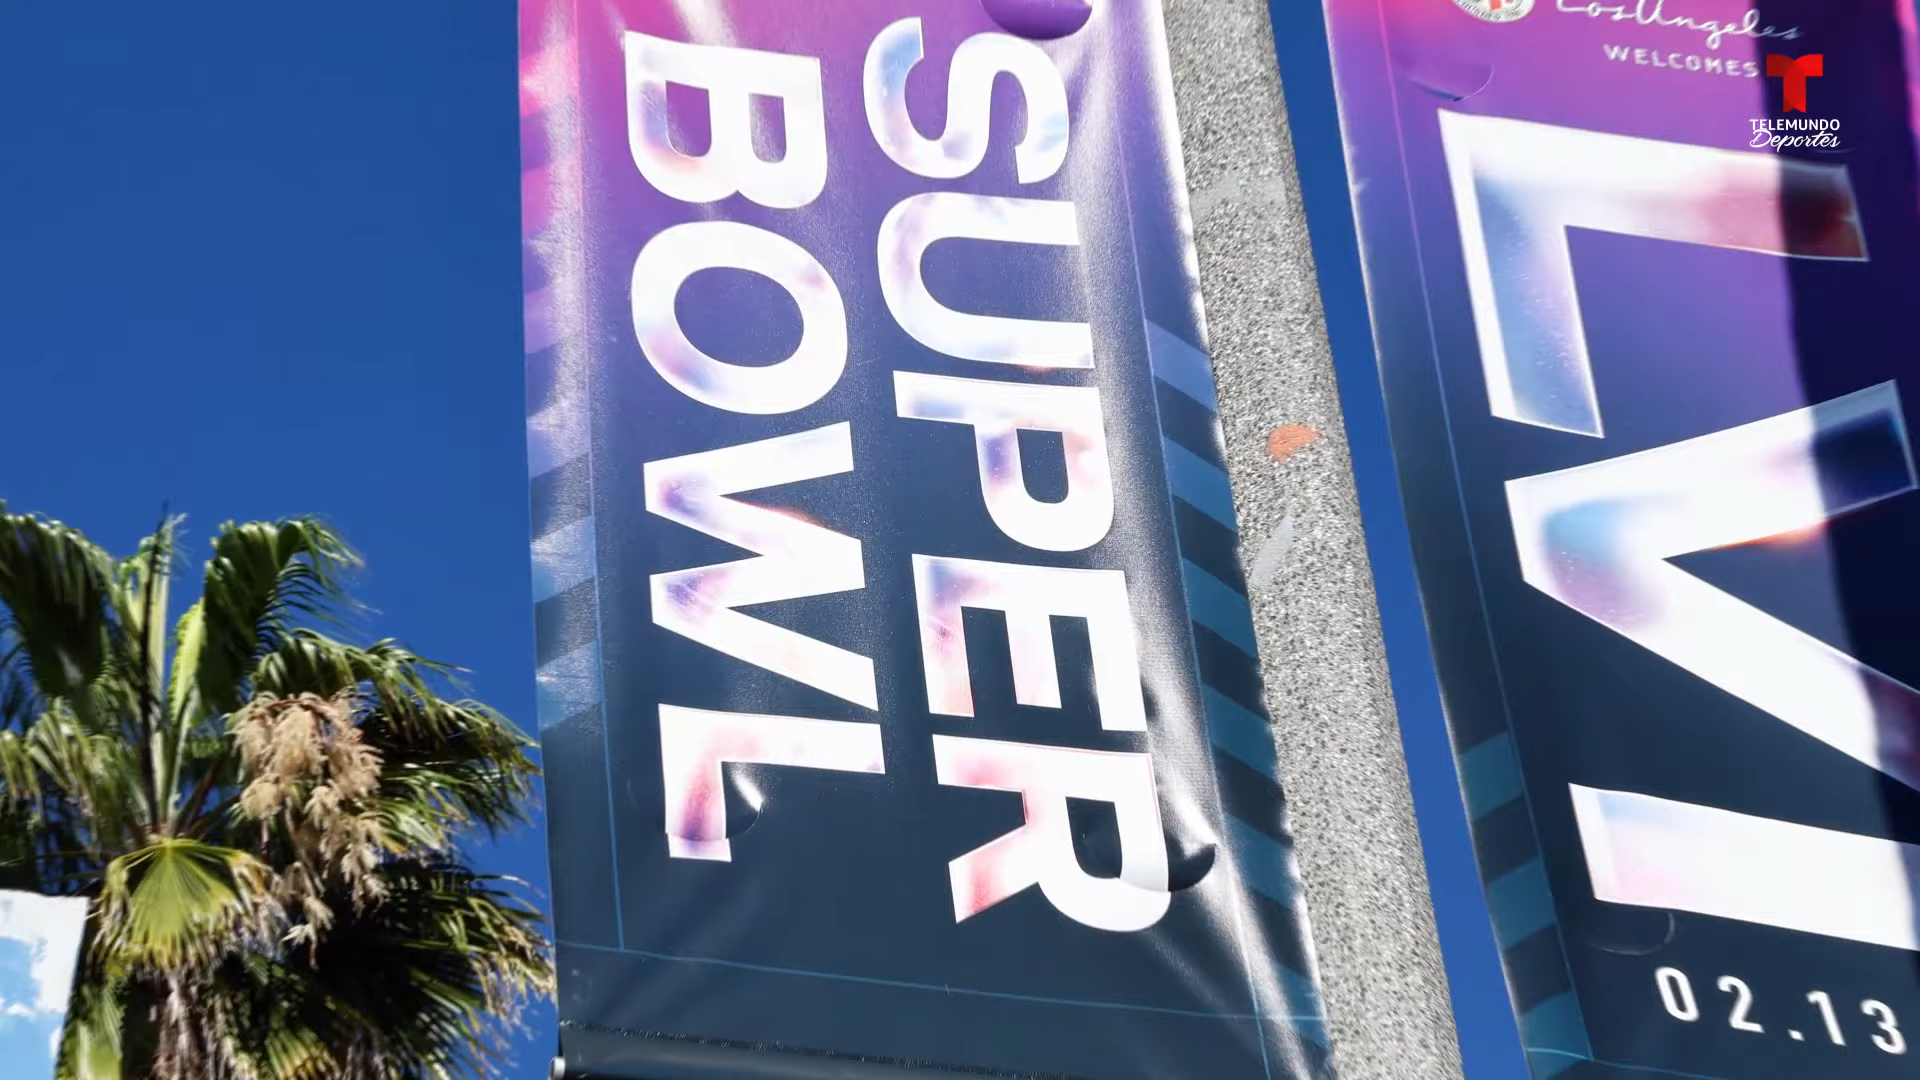 SUPER
BOWL
Los Angeles
WELCOMES
LVI
02.13
TELEMUNDO
Deportes